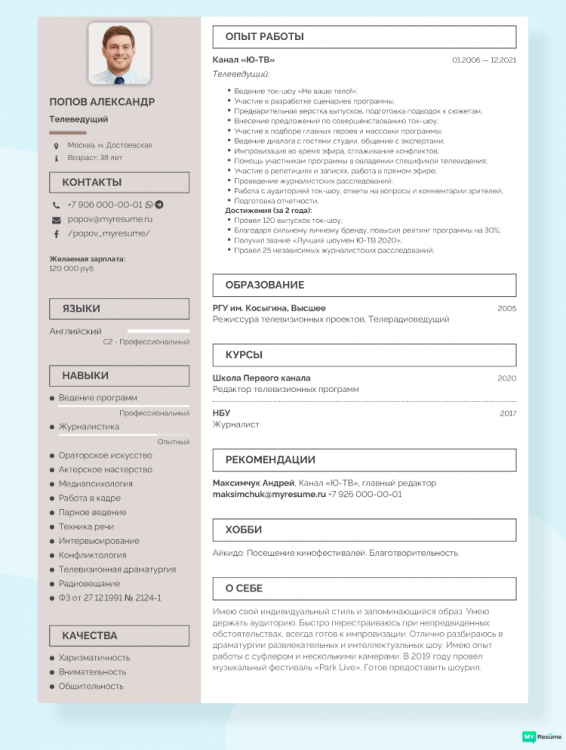 ПОПОВ АЛЕКСАНДР
Телеведущий
Москва, м. Достоевская
Возраст: 38 лет
КОНТАКТЫ
+7 906 000-00-01
popov@myresume.ru
/popov_myresume/
Желаемая зарплата:
120 000 руб
ЯЗЫКИ
Английский
C2 - Профессиональный
НАВЫКИ
Ведение программ
Профессиональный
Журналистика
Опытный
Ораторское искусство
Актерское мастерство
Медиапсихология
Работа в кадре
Парное ведение
Техника речи
Интервьюирование
Конфликтология
Телевизионная драматургия
Радиовещание
ФЗ от 27.12.1991 № 2124-1
КАЧЕСТВА
Харизматичность
Внимательность
Общительность
ОПЫТ РАБОТЫ
Канал «Ю-ТВ» 01.2006 — 12.2021
Телеведущий:
Ведение ток-шоу «Не ваше тело!»;
Участие в разработке сценариев программы;
Предварительная верстка выпусков, подготовка подводок к сюжетам;
Внесение предложений по совершенствованию ток-шоу;
Участие в подборе главных героев и массовки программы;
Ведение диалога с гостями студии, общение с экспертами;
Импровизация во время эфира, сглаживание конфликтов;
Помощь участникам программы в овладении спецификой телевидения;
Участие в репетициях и записях, работа в прямом эфире;
Проведение журналистских расследований;
Работа с аудиторией ток-шоу, ответы на вопросы и комментарии зрителей;
Подготовка отчетности.
Достижения (за 2 года):
Провел 120 выпусков ток-шоу;
Благодаря сильному личному бренду, повысил рейтинг программы на 30%;
Получил звание «Лучший шоумен Ю-ТВ 2020»;
Провел 25 независимых журналистских расследований.
ОБРАЗОВАНИЕ
РГУ им. Косыгина, Высшее 2005
Режиссура телевизионных проектов, Телерадиоведущий
КУРСЫ
Школа Первого канала 2020
Редактор телевизионных программ
НБУ 2017
Журналист
РЕКОМЕНДАЦИИ
Максимчук Андрей, Канал «Ю-ТВ», главный редактор
maksimchuk@myresume.ru +7 926 000-00-01
ХОББИ
Айкидо. Посещение кинофестивалей. Благотворительность.
О СЕБЕ
Имею свой индивидуальный стиль и запоминающийся образ. Умею
держать аудиторию. Быстро перестраиваюсь при непредвиденных
обстоятельствах, всегда готов к импровизации. Отлично разбираюсь в
драматургии развлекательных и интеллектуальных шоу. Имею опыт
работы с суфлером и несколькими камерами. В 2019 году провел
музыкальный фестиваль «Park Live». Готов предоставить шоурил.
MY Resume